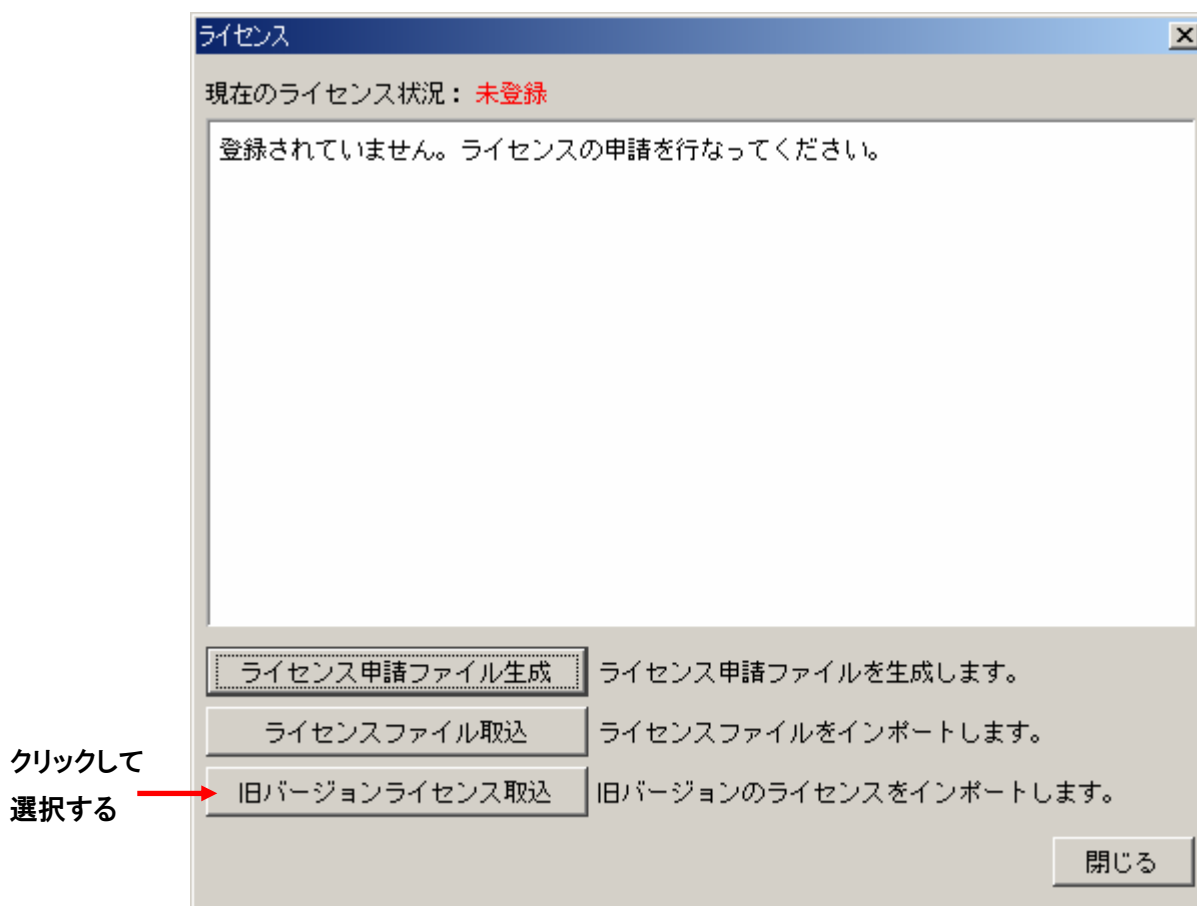 ライセンス
現在のライセンス状況： 未登録
登録されていません。ライセンスの申請を行なってください。
ライセンス申請ファイル生成 ライセンス申請ファイルを生成します。
ライセンスファイル取込 ライセンスファイルをインポートします。
クリックして
選択する
旧バージョンライセンス取込 旧バージョンのライセンスをインポートします。
閉じる